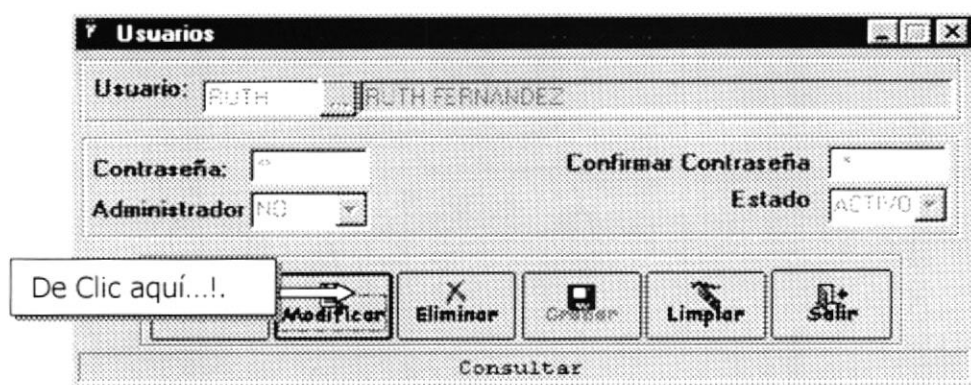 Usuarios
Usuario: RUTH ... RUTH FERNANDEZ
Contraseña: * Confirmar Contraseña *
Administrador NO Estado ACTIVO
De Clic aquí...!.
Modificar Eliminar Grabar Limpiar Salir
Consultar